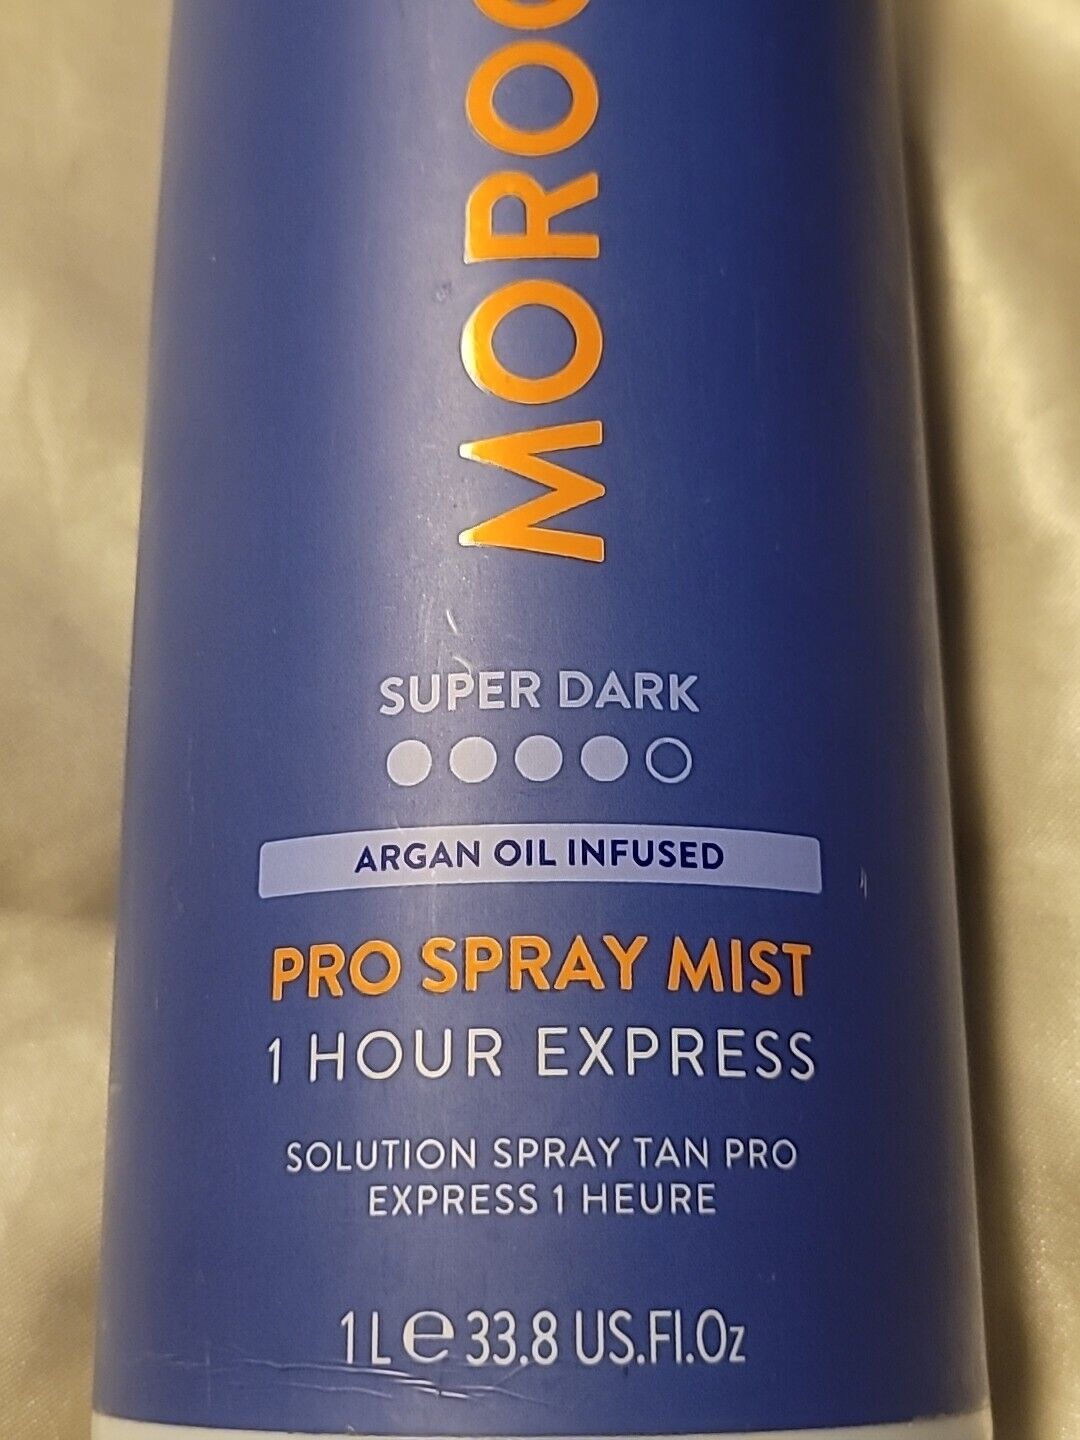 MOROC
SUPER DARK
ARGAN OIL INFUSED
PRO SPRAY MIST
1 HOUR EXPRESS
SOLUTION SPRAY TAN PRO
EXPRESS 1 HEURE
1 L e 33.8 US.Fl.Oz